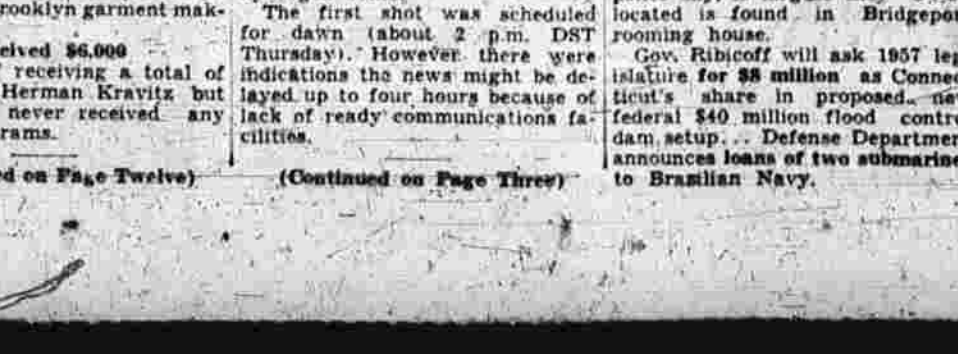 rooklyn garment mak-
eived $6,000
receiving a total of
Herman Kravitz but
never received any
rams.
ed on Page Twelve)
The first shot was scheduled
for dawn (about 2 p.m. DST
Thursday). However there were
indications the news might be de-
layed up to four hours because of
lack of ready communications fa-
cilities.
(Continued on Page Three)
located is found in Bridgepo
rooming house.
Gov. Ribicoff will ask 1957 leg
islature for $8 million as Connec
ticut's share in proposed
federal $40 million flood contro
dam setup... Defense Departmen
announces loans of two submarine
to Brasilian Navy.